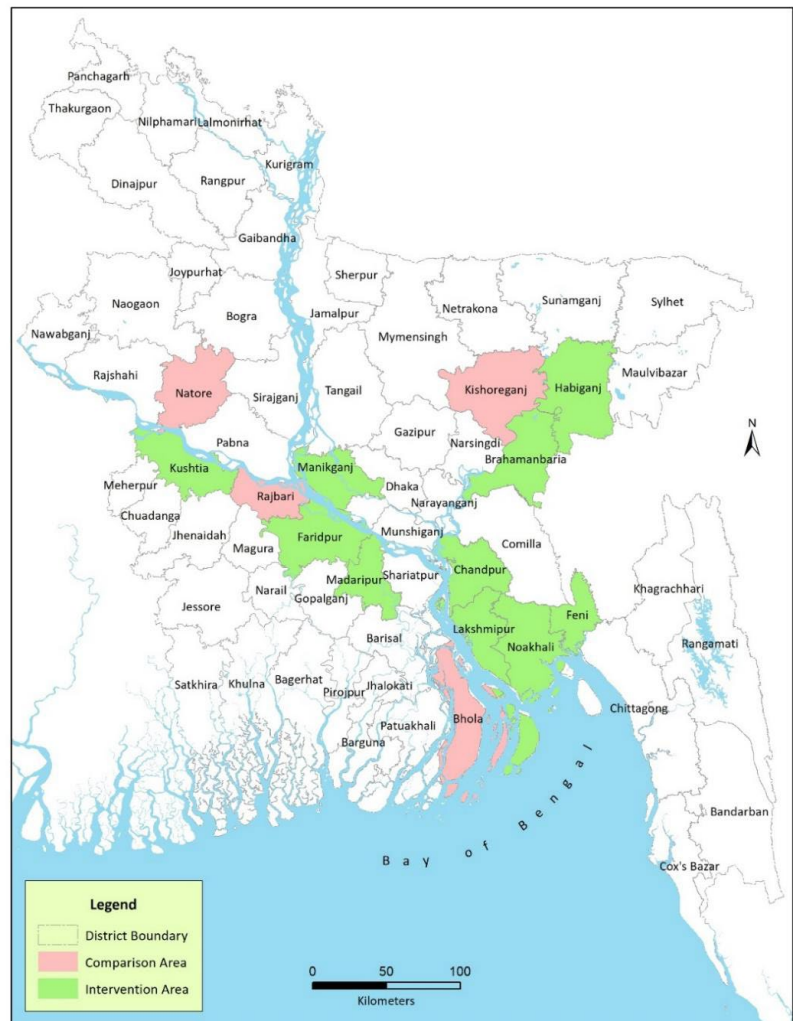 Panchagarh
Thakurgaon
Nilphamari
Lalmonirhat
Kurigram
Dinajpur
Rangpur
Gaibandha
Joypurhat
Sherpur
Naogaon
Bogra
Jamalpur
Netrakona
Sunamganj
Sylhet
Nawabganj
Mymensingh
Rajshahi
Natore
Sirajganj
Tangail
Kishoreganj
Habiganj
Maulvibazar
Gazipur
Narsingdi
Pabna
Brahamanbaria
N
Kushtia
Manikganj
Meherpur
Rajbari
Dhaka
Narayanganj
Chuadanga
Jhenaidah
Faridpur
Munshiganj
Comilla
Magura
Chandpur
Madaripur
Shariatpur
Khagrachhari
Narail
Gopalganj
Jessore
Feni
Lakshmipur
Barisal
Noakhali
Rangamati
Satkhira
Khulna
Bagerhat
Pirojpur
Jhalokati
Chittagong
Patuakhali
Bhola
Barguna
Bandarban
Bay of Bengal
Cox's Bazar
Legend
District Boundary
Comparison Area
Intervention Area
0 50 100
Kilometers